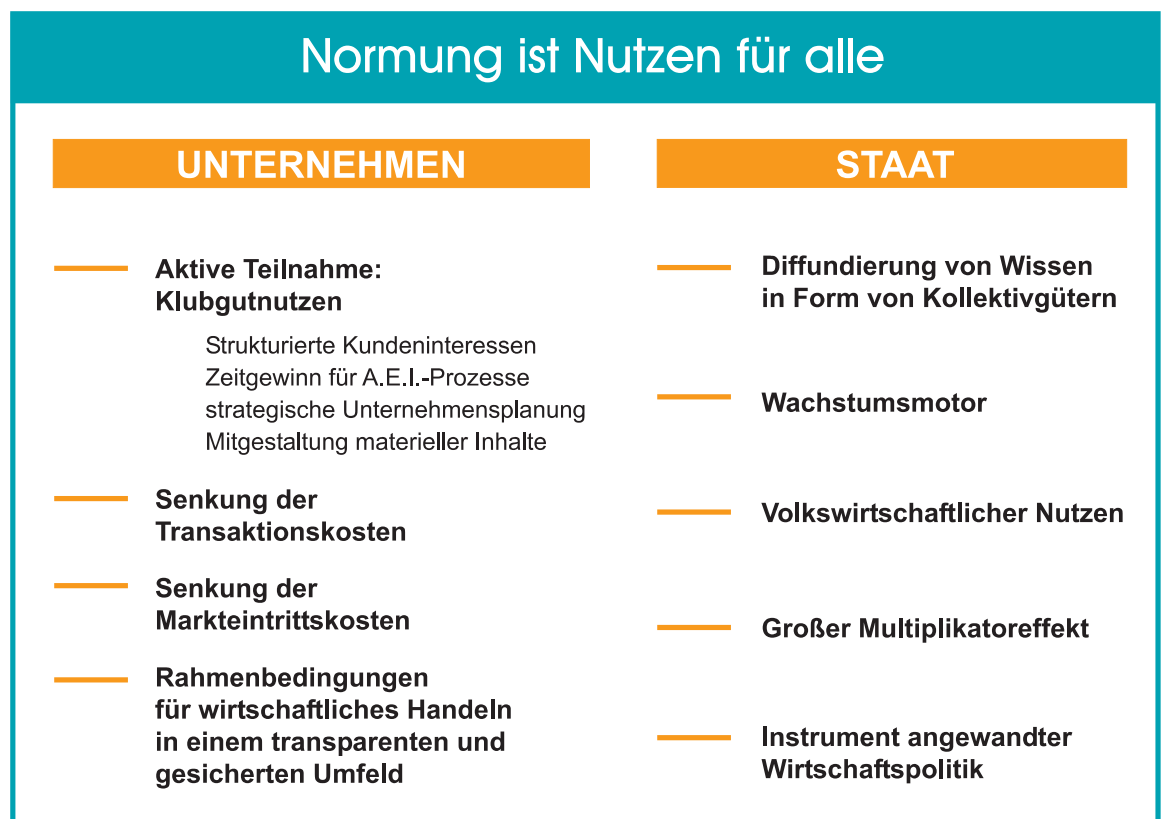 Normung ist Nutzen für alle
UNTERNEHMEN
Aktive Teilnahme:
Klubgutnutzen
Strukturierte Kundeninteressen
Zeitgewinn für A.E.I.-Prozesse
strategische Unternehmensplanung
Mitgestaltung materieller Inhalte
Senkung der
Transaktionskosten
Senkung der
Markteintrittskosten
Rahmenbedingungen
für wirtschaftliches Handeln
in einem transparenten und
gesicherten Umfeld
STAAT
Diffundierung von Wissen
in Form von Kollektivgütern
Wachstumsmotor
Volkswirtschaftlicher Nutzen
Großer Multiplikatoreffekt
Instrument angewandter
Wirtschaftspolitik